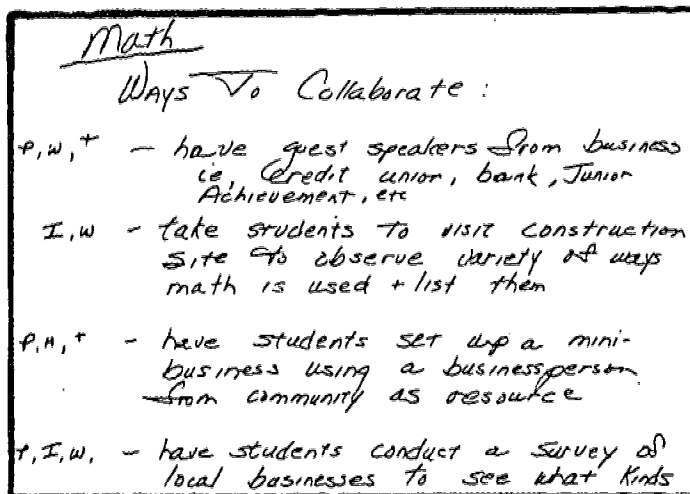 Math
Ways To Collaborate:
P, W, + - have guest speakers from business
ie, Credit union, bank, Junior
Achievement, etc
I, W - take students to visit construction
site to observe variety of ways
math is used + list them
P, H, + - have students set up a mini-
business using a businessperson
from community as resource
P, I, W, - have students conduct a survey of
local businesses to see what kinds